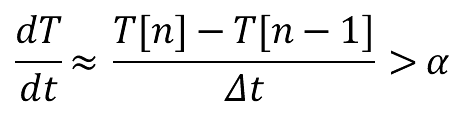 dT/dt ≈ (T[n] − T[n − 1])/Δt > α